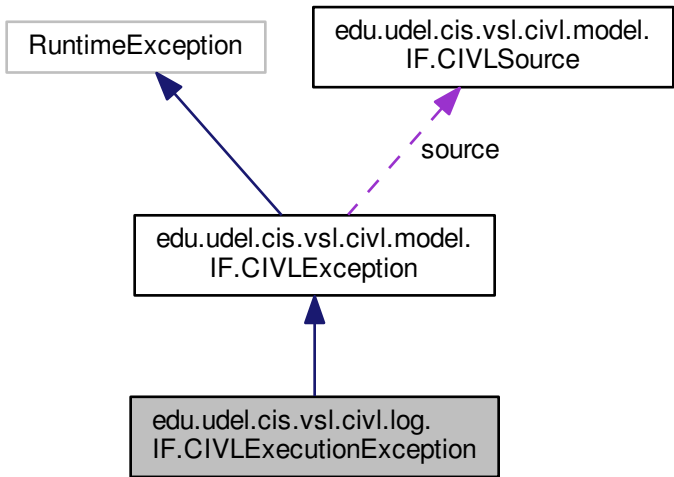 RuntimeException
edu.udel.cis.vsl.civl.model.
IF.CIVLSource
source
edu.udel.cis.vsl.civl.model.
IF.CIVLException
edu.udel.cis.vsl.civl.log.
IF.CIVLExecutionException